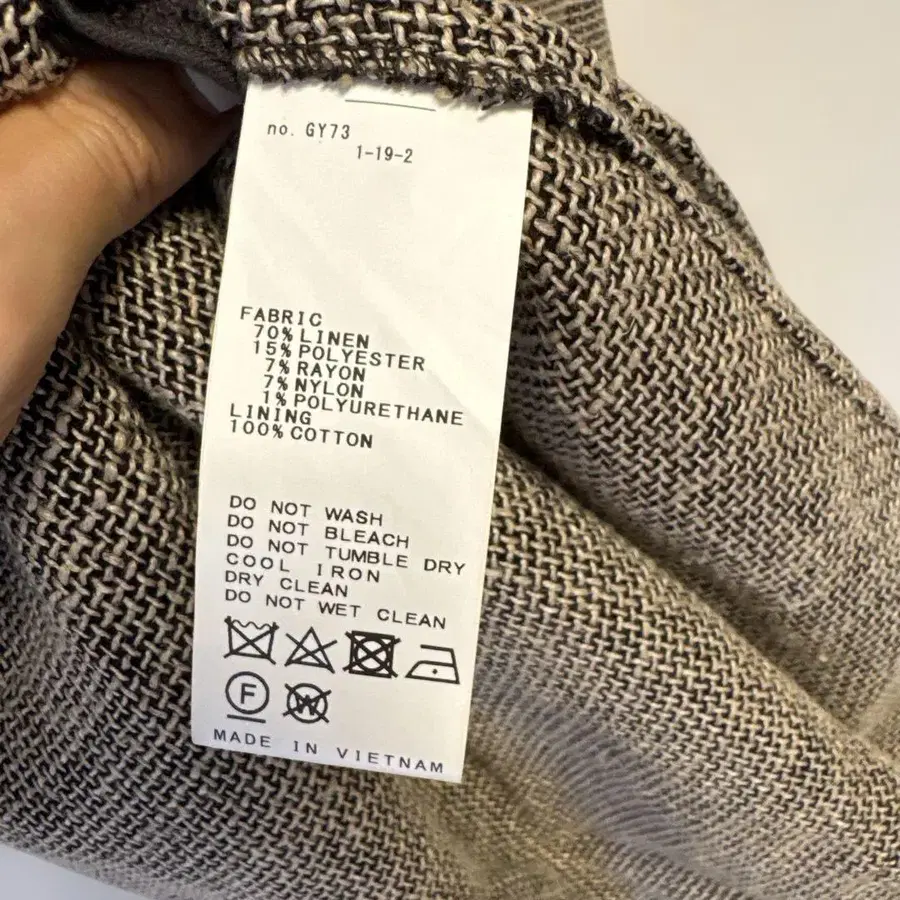 no. GY73
1-19-2
FABRIC
70% LINEN
15% POLYESTER
7% RAYON
7% NYLON
1% POLYURETHANE
LINING
100% COTTON
DO NOT WASH
DO NOT BLEACH
DO NOT TUMBLE DRY
COOL IRON
DRY CLEAN
DO NOT WET CLEAN
F W
MADE IN VIETNAM